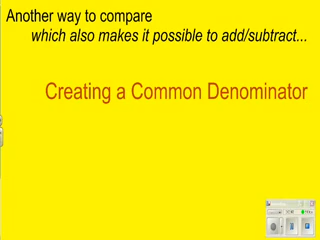 Another way to compare
which also makes it possible to add/subtract...
Creating a Common Denominator